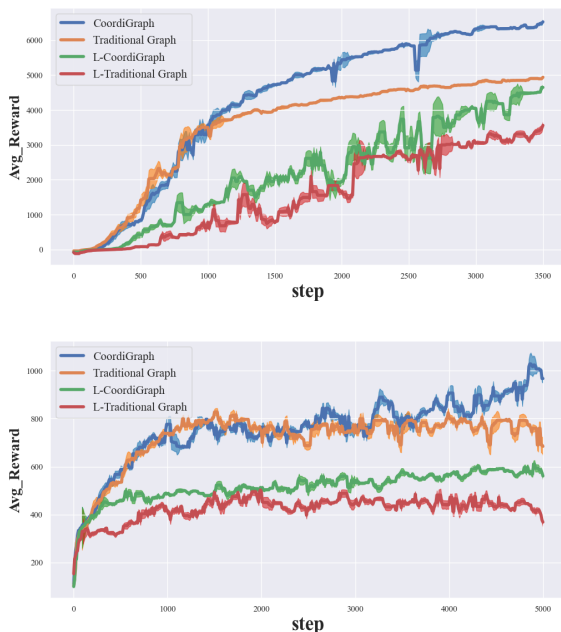 CoordiGraph
Traditional Graph
L-CoordiGraph
L-Traditional Graph
Avg_Reward
6000
5000
4000
3000
2000
1000
0
0 500 1000 1500 2000 2500 3000 3500
step
CoordiGraph
Traditional Graph
L-CoordiGraph
L-Traditional Graph
Avg_Reward
1000
800
600
400
200
0 1000 2000 3000 4000 5000
step